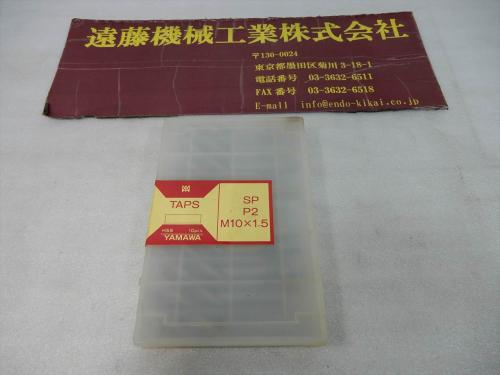 遠藤機械工業株式会社
〒130-0024
東京都墨田区菊川3-18-1
電話番号 03-3632-6511
FAX番号 03-3632-6518
E-mail info@endo-kikai.co.jp
TAPS
HSS 10pcs
YAMAWA
SP
P2
M10×1.5